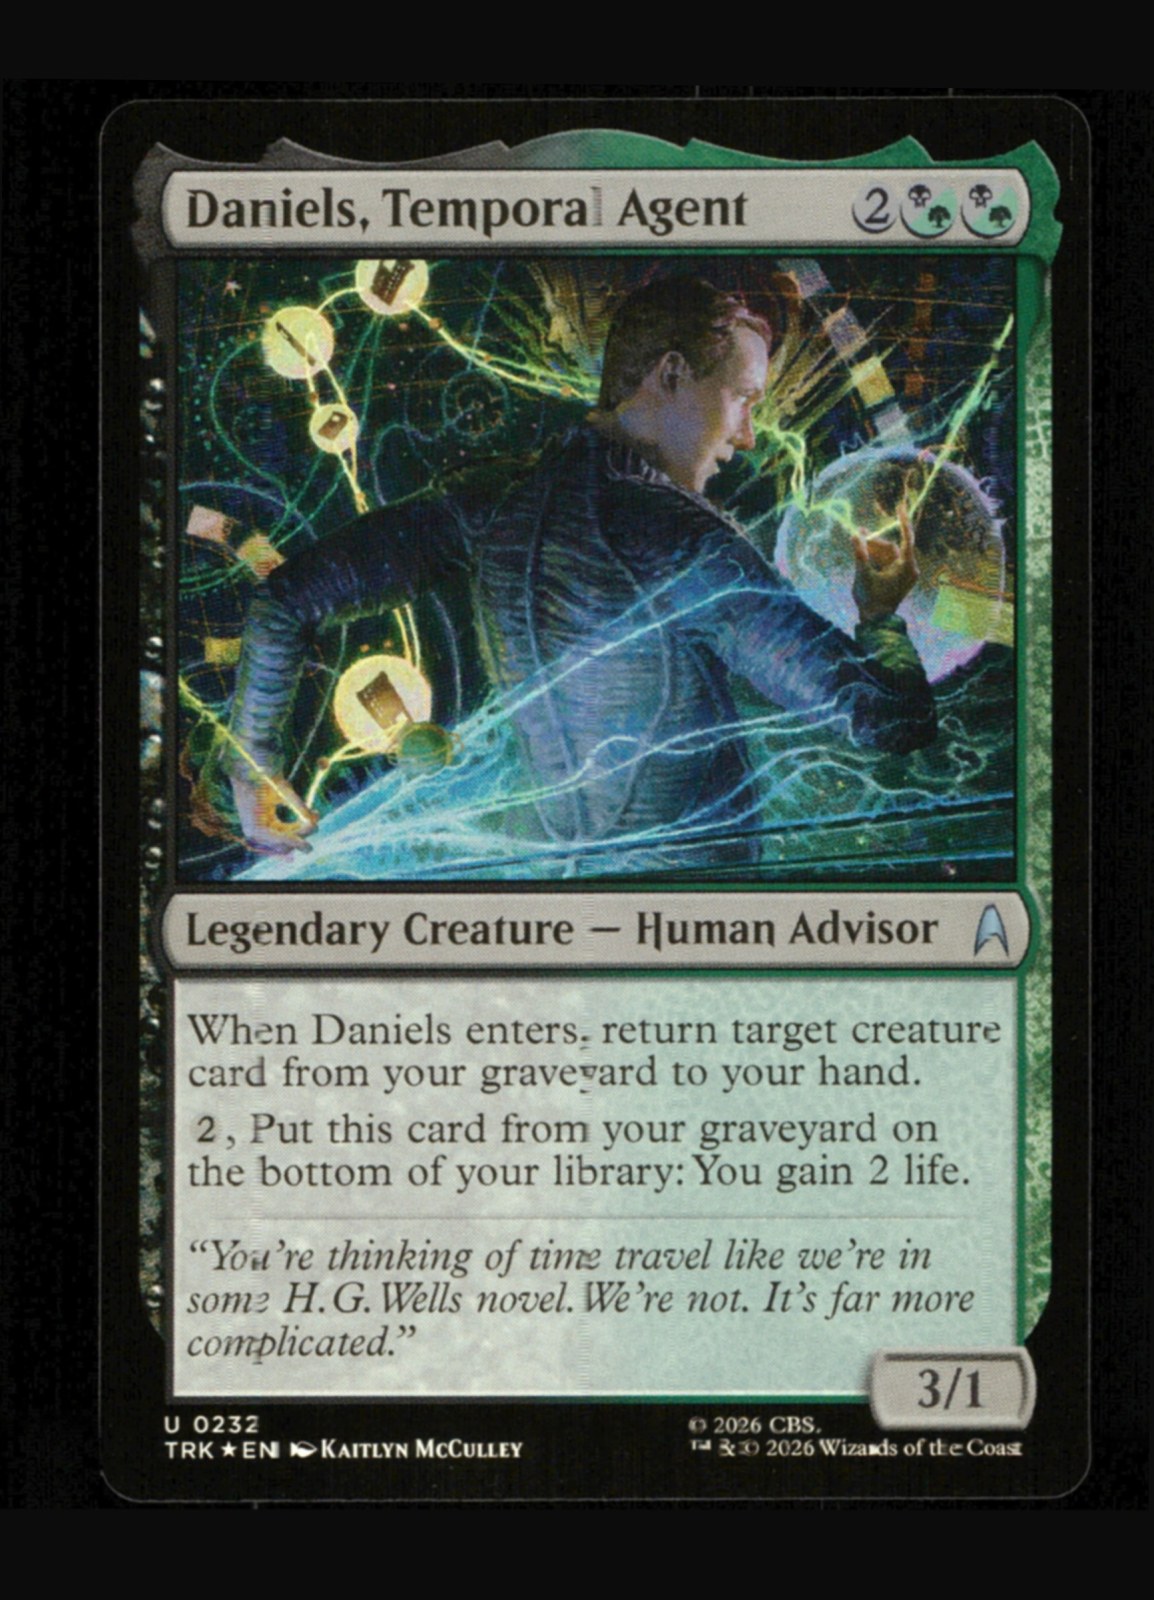 Daniels, Temporal Agent 2
Legendary Creature — Human Advisor
When Daniels enters, return target creature
card from your graveyard to your hand.
2, Put this card from your graveyard on
the bottom of your library: You gain 2 life.
“You’re thinking of time travel like we’re in
some H.G. Wells novel. We’re not. It’s far more
complicated.”
3/1
U 0232
TRK ★ EN KAITLYN MCCULLEY
© 2026 CBS.
™ & © 2026 Wizards of the Coast